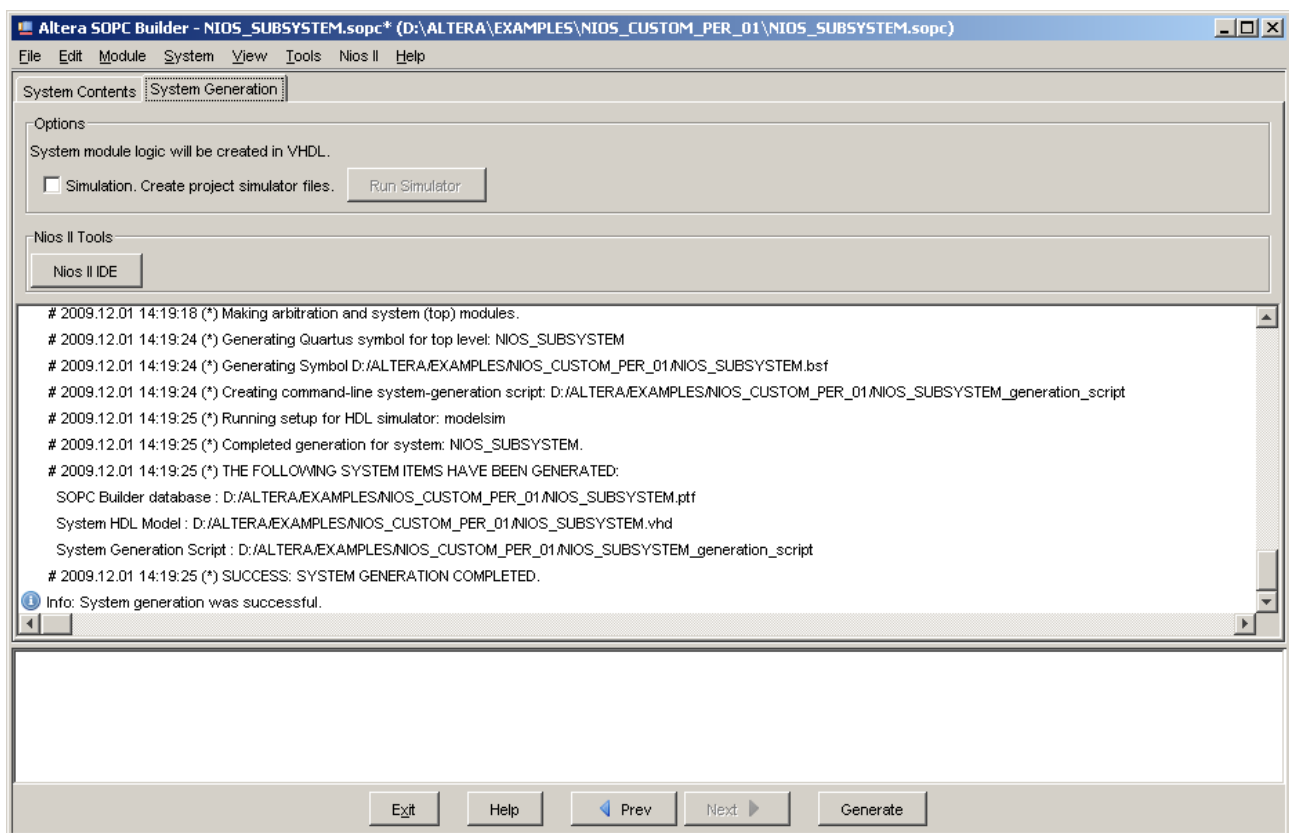 Altera SOPC Builder - NIOS_SUBSYSTEM.sopc* (D:\ALTERA\EXAMPLES\NIOS_CUSTOM_PER_01\NIOS_SUBSYSTEM.sopc)
File Edit Module System View Tools Nios II Help
System Contents System Generation
Options
System module logic will be created in VHDL.
Simulation. Create project simulator files. Run Simulator
Nios II Tools
Nios II IDE
# 2009.12.01 14:19:18 (*) Making arbitration and system (top) modules.
# 2009.12.01 14:19:24 (*) Generating Quartus symbol for top level: NIOS_SUBSYSTEM
# 2009.12.01 14:19:24 (*) Generating Symbol D:/ALTERA/EXAMPLES/NIOS_CUSTOM_PER_01/NIOS_SUBSYSTEM.bsf
# 2009.12.01 14:19:24 (*) Creating command-line system-generation script: D:/ALTERA/EXAMPLES/NIOS_CUSTOM_PER_01/NIOS_SUBSYSTEM_generation_script
# 2009.12.01 14:19:25 (*) Running setup for HDL simulator: modelsim
# 2009.12.01 14:19:25 (*) Completed generation for system: NIOS_SUBSYSTEM.
# 2009.12.01 14:19:25 (*) THE FOLLOWING SYSTEM ITEMS HAVE BEEN GENERATED:
SOPC Builder database : D:/ALTERA/EXAMPLES/NIOS_CUSTOM_PER_01/NIOS_SUBSYSTEM.ptf
System HDL Model : D:/ALTERA/EXAMPLES/NIOS_CUSTOM_PER_01/NIOS_SUBSYSTEM.vhd
System Generation Script : D:/ALTERA/EXAMPLES/NIOS_CUSTOM_PER_01/NIOS_SUBSYSTEM_generation_script
# 2009.12.01 14:19:25 (*) SUCCESS: SYSTEM GENERATION COMPLETED.
Info: System generation was successful.
Exit Help Prev Next Generate